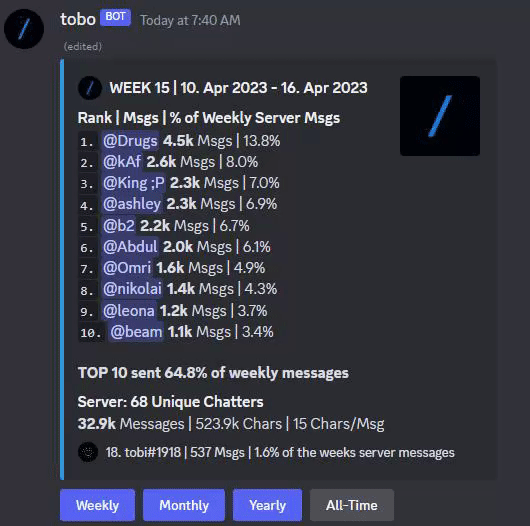 tobo BOT Today at 7:40 AM
(edited)
WEEK 15 | 10. Apr 2023 - 16. Apr 2023
Rank | Msgs | % of Weekly Server Msgs
1. @Drugs 4.5k Msgs | 13.8%
2. @kAf 2.6k Msgs | 8.0%
3. @King ;P 2.3k Msgs | 7.0%
4. @ashley 2.3k Msgs | 6.9%
5. @b2 2.2k Msgs | 6.7%
6. @Abdul 2.0k Msgs | 6.1%
7. @Omri 1.6k Msgs | 4.9%
8. @nikolai 1.4k Msgs | 4.3%
9. @leona 1.2k Msgs | 3.7%
10. @beam 1.1k Msgs | 3.4%
TOP 10 sent 64.8% of weekly messages
Server: 68 Unique Chatters
32.9k Messages | 523.9k Chars | 15 Chars/Msg
18. tobi#1918 | 537 Msgs | 1.6% of the weeks server messages
Weekly Monthly Yearly All-Time